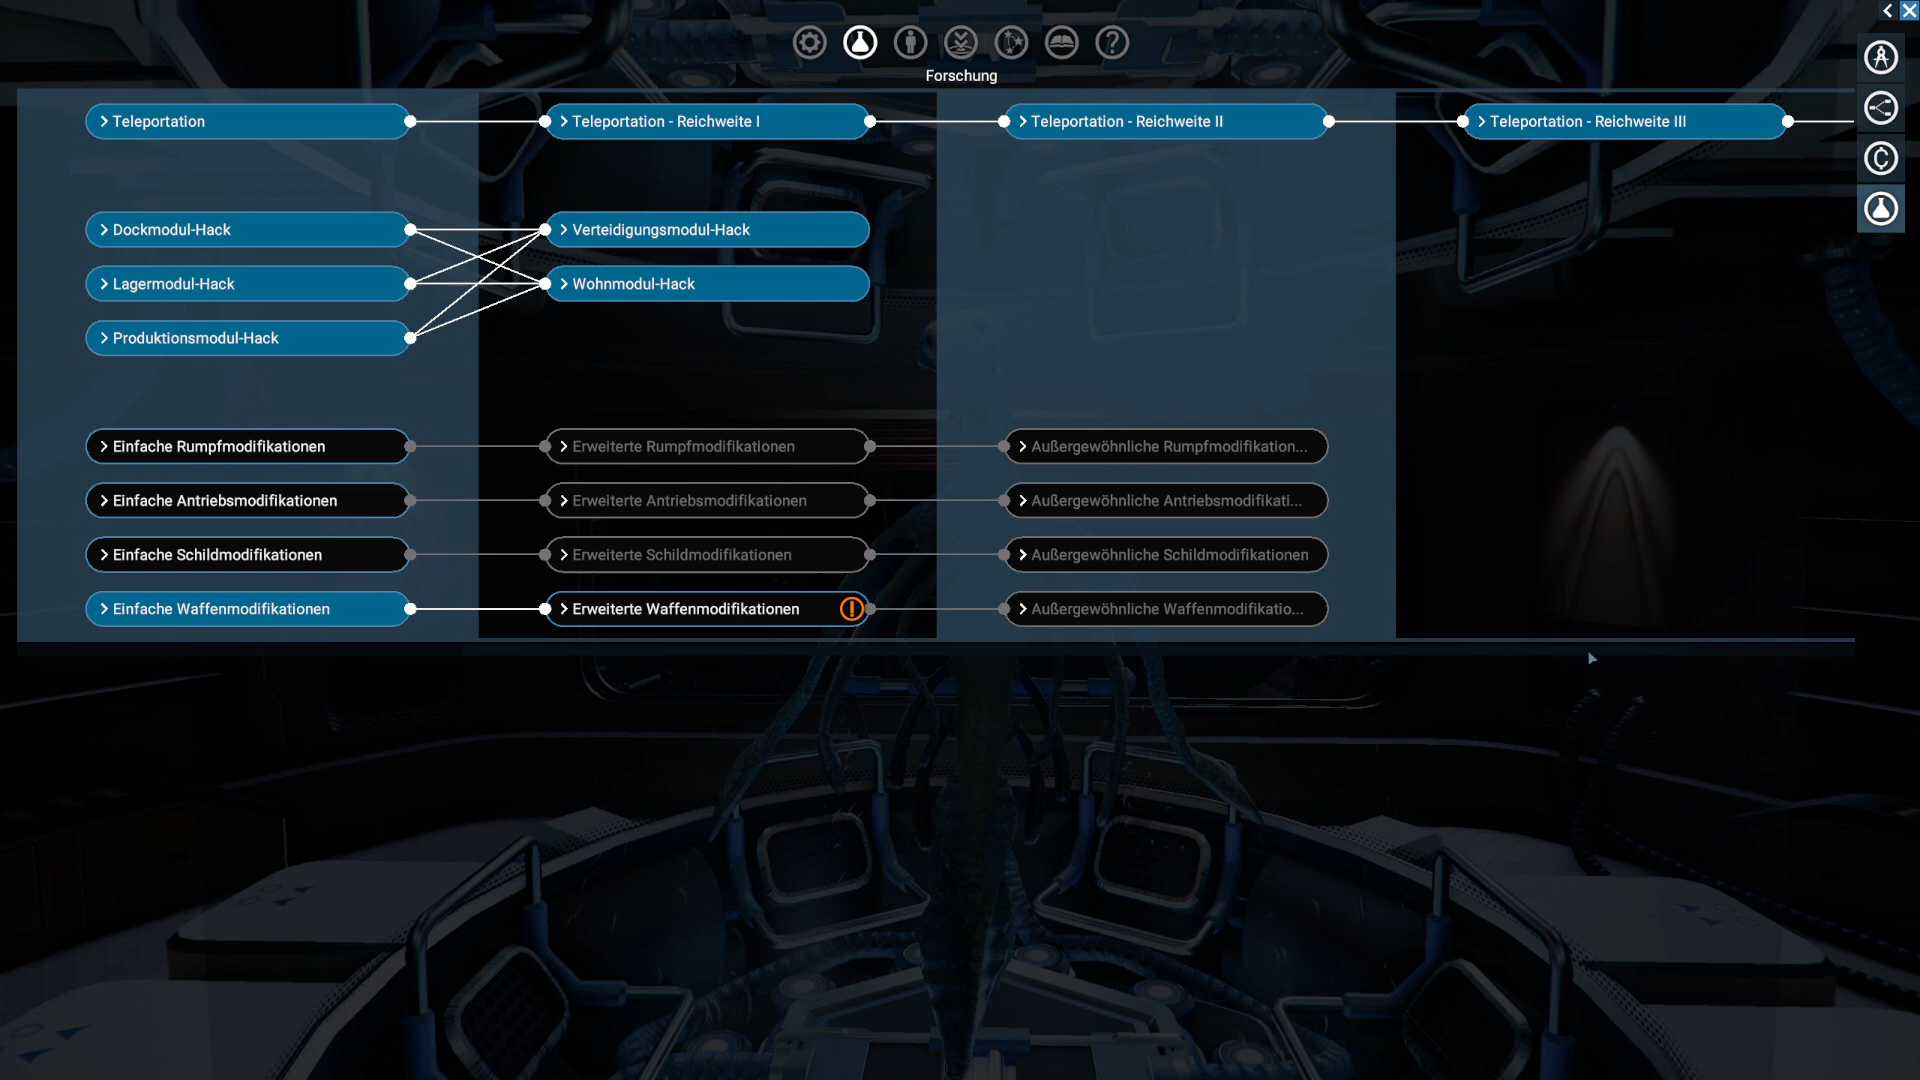 Forschung
Teleportation
Teleportation - Reichweite I
Teleportation - Reichweite II
Teleportation - Reichweite III
Dockmodul-Hack
Verteidigungsmodul-Hack
Lagermodul-Hack
Wohnmodul-Hack
Produktionsmodul-Hack
Einfache Rumpfmodifikationen
Erweiterte Rumpfmodifikationen
Außergewöhnliche Rumpfmodifikation...
Einfache Antriebsmodifikationen
Erweiterte Antriebsmodifikationen
Außergewöhnliche Antriebsmodifikati...
Einfache Schildmodifikationen
Erweiterte Schildmodifikationen
Außergewöhnliche Schildmodifikationen
Einfache Waffenmodifikationen
Erweiterte Waffenmodifikationen
Außergewöhnliche Waffenmodifikatio...